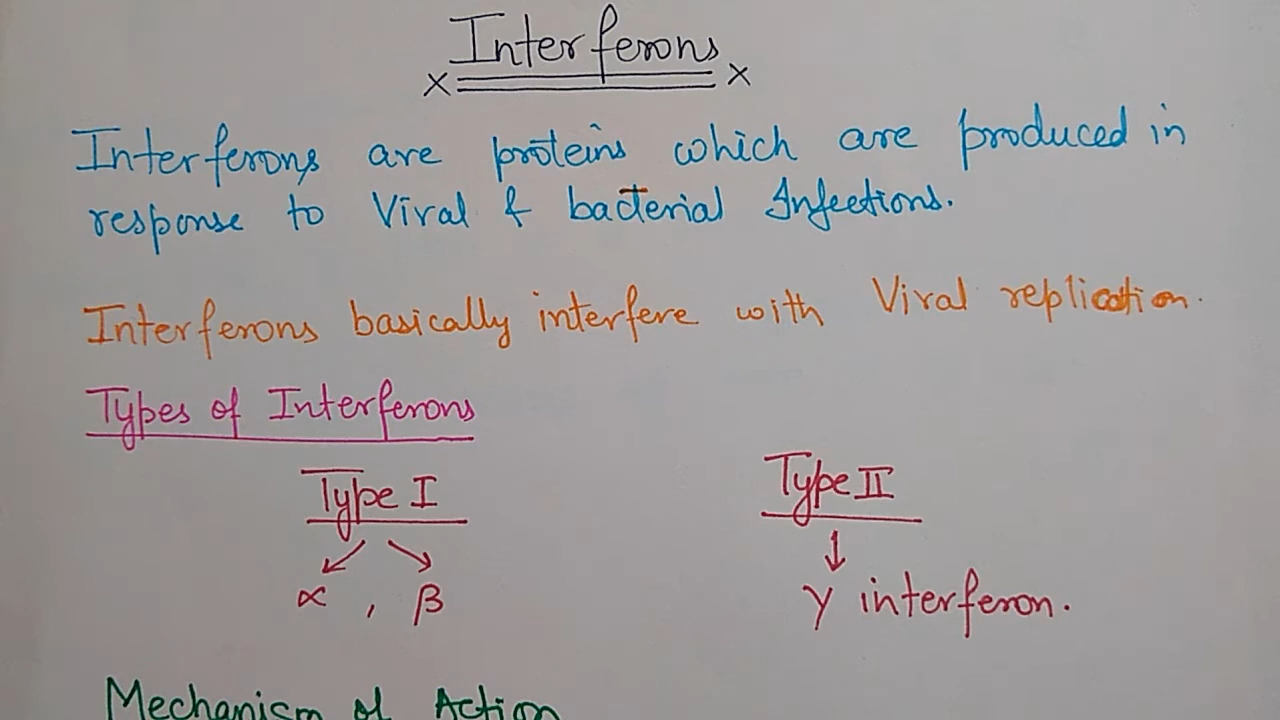 Interferons
Interferons are proteins which are produced in
response to Viral & bacterial Infections.
Interferons basically interfere with Viral replication.
Types of Interferons
Type I
Type II
α , β
γ interferon.
Mechanism of Action